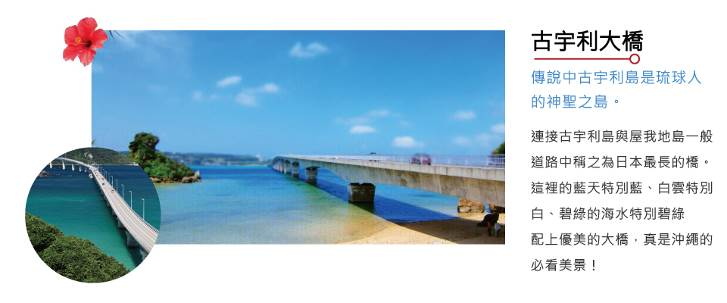 古宇利大橋
傳說中古宇利島是琉球人
的神聖之島。
連接古宇利島與屋我地島一般
道路中稱之為日本最長的橋。
這裡的藍天特別藍、白雲特別
白、碧綠的海水特別碧綠
配上優美的大橋，真是沖繩的
必看美景！